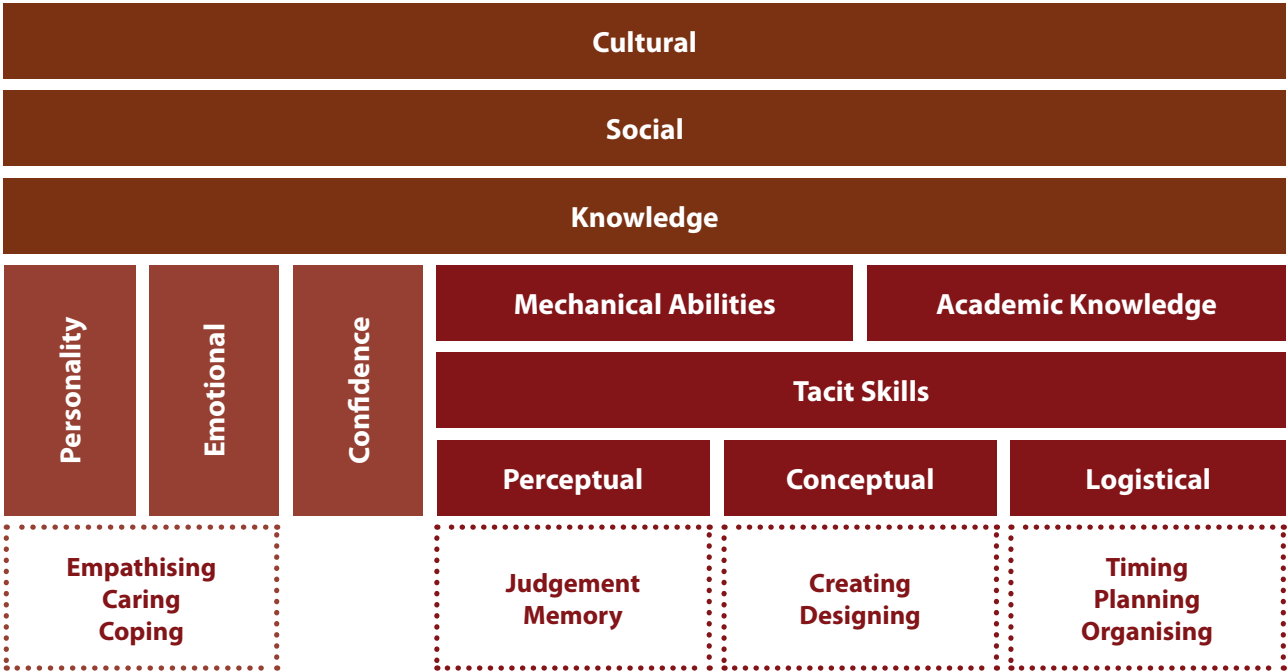 Cultural
Social
Knowledge
Personality
Emotional
Confidence
Mechanical Abilities
Academic Knowledge
Tacit Skills
Perceptual
Conceptual
Logistical
Empathising
Caring
Coping
Judgement
Memory
Creating
Designing
Timing
Planning
Organising